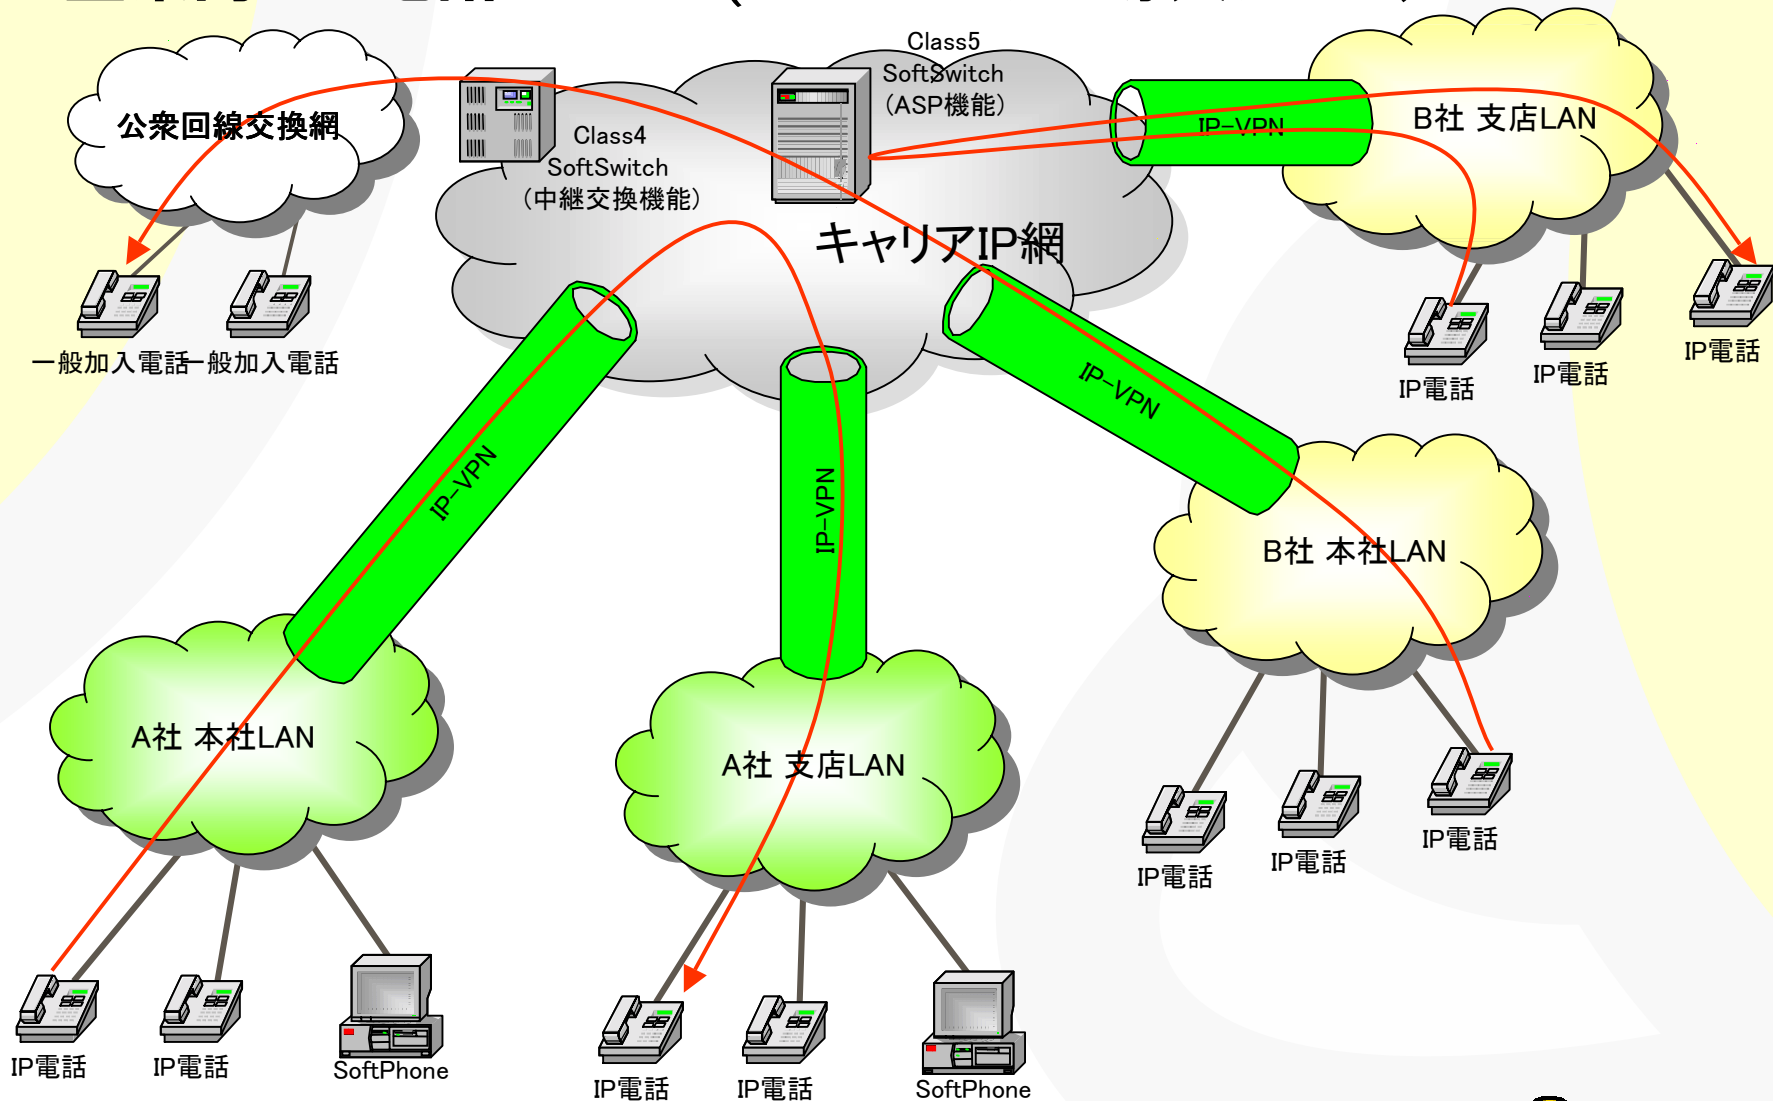 Class5
SoftSwitch
（ASP機能）
公衆回線交換網
Class4
SoftSwitch
（中継交換機能）
IP-VPN
B社 支店LAN
キャリアIP網
一般加入電話
一般加入電話
IP電話
IP電話
IP電話
IP-VPN
IP-VPN
IP-VPN
B社 本社LAN
A社 本社LAN
A社 支店LAN
IP電話
IP電話
IP電話
IP電話
IP電話
SoftPhone
IP電話
IP電話
SoftPhone